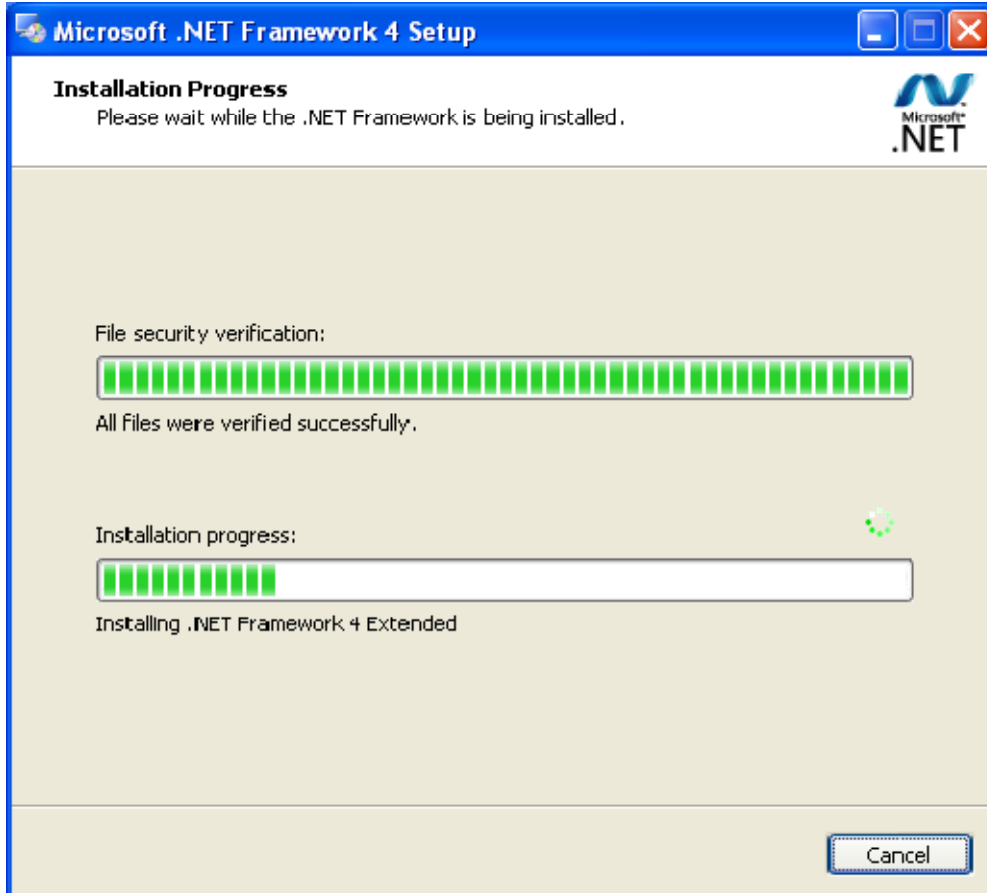 Microsoft .NET Framework 4 Setup
Installation Progress
Please wait while the .NET Framework is being installed.
Microsoft®
.NET
File security verification:
All files were verified successfully.
Installation progress:
Installing .NET Framework 4 Extended
Cancel